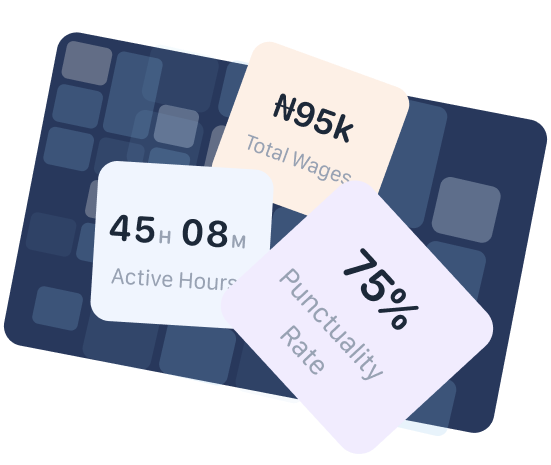 ₦95k
Total Wages
45H 08M
Active Hours
75%
Punctuality
Rate